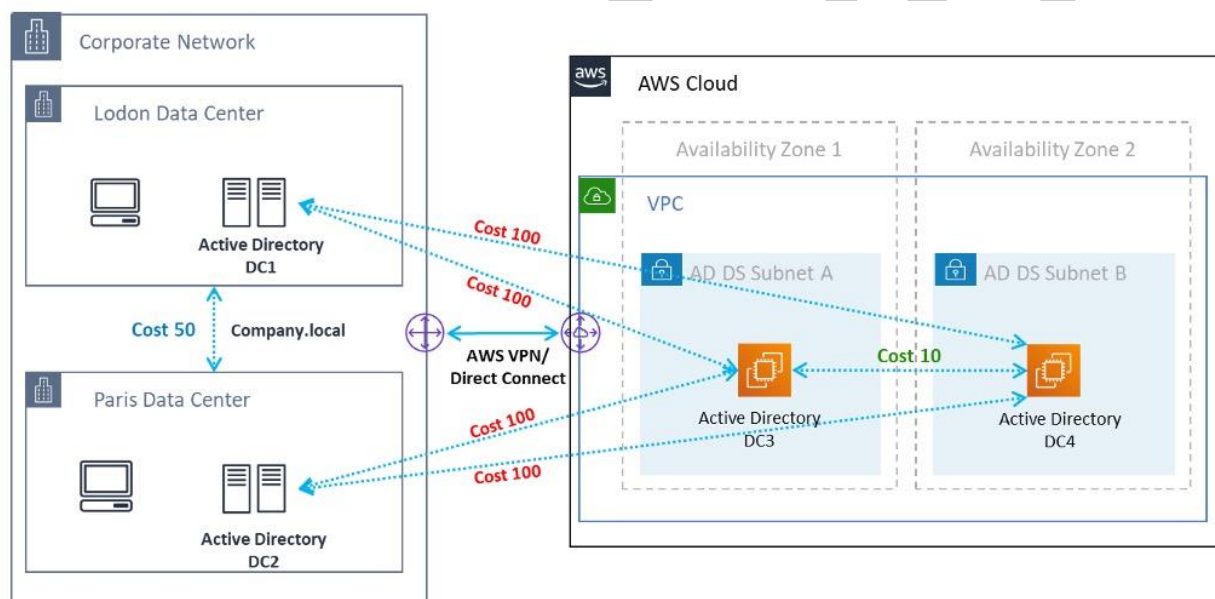 Corporate Network
Lodon Data Center
Active Directory
DC1
Cost 50
Company.local
Paris Data Center
Active Directory
DC2
AWS VPN/
Direct Connect
Cost 100
Cost 100
Cost 100
Cost 100
aws
AWS Cloud
Availability Zone 1
Availability Zone 2
VPC
AD DS Subnet A
AD DS Subnet B
Cost 10
Active Directory
DC3
Active Directory
DC4